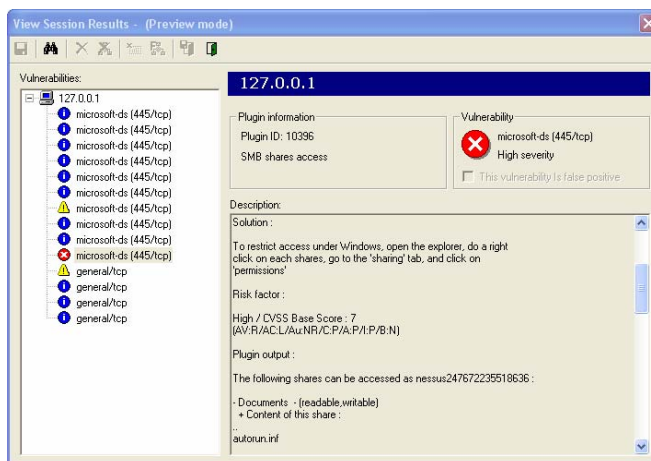 View Session Results - (Preview mode)
Vulnerabilities:
127.0.0.1
microsoft-ds (445/tcp)
microsoft-ds (445/tcp)
microsoft-ds (445/tcp)
microsoft-ds (445/tcp)
microsoft-ds (445/tcp)
microsoft-ds (445/tcp)
microsoft-ds (445/tcp)
microsoft-ds (445/tcp)
microsoft-ds (445/tcp)
microsoft-ds (445/tcp)
general/tcp
general/tcp
general/tcp
general/tcp
127.0.0.1
Plugin information
Plugin ID: 10396
SMB shares access
Vulnerability
microsoft-ds (445/tcp)
High severity
This vulnerability Is false positive
Description:
Solution :
To restrict access under Windows, open the explorer, do a right
click on each shares, go to the 'sharing' tab, and click on
'permissions'
Risk factor :
High / CVSS Base Score : 7
(AV:R/AC:L/Au:NR/C:P/A:P/I:P/B:N)
Plugin output :
The following shares can be accessed as nessus247672235518636 :
- Documents - (readable,writable)
+ Content of this share :
..
autorun.inf